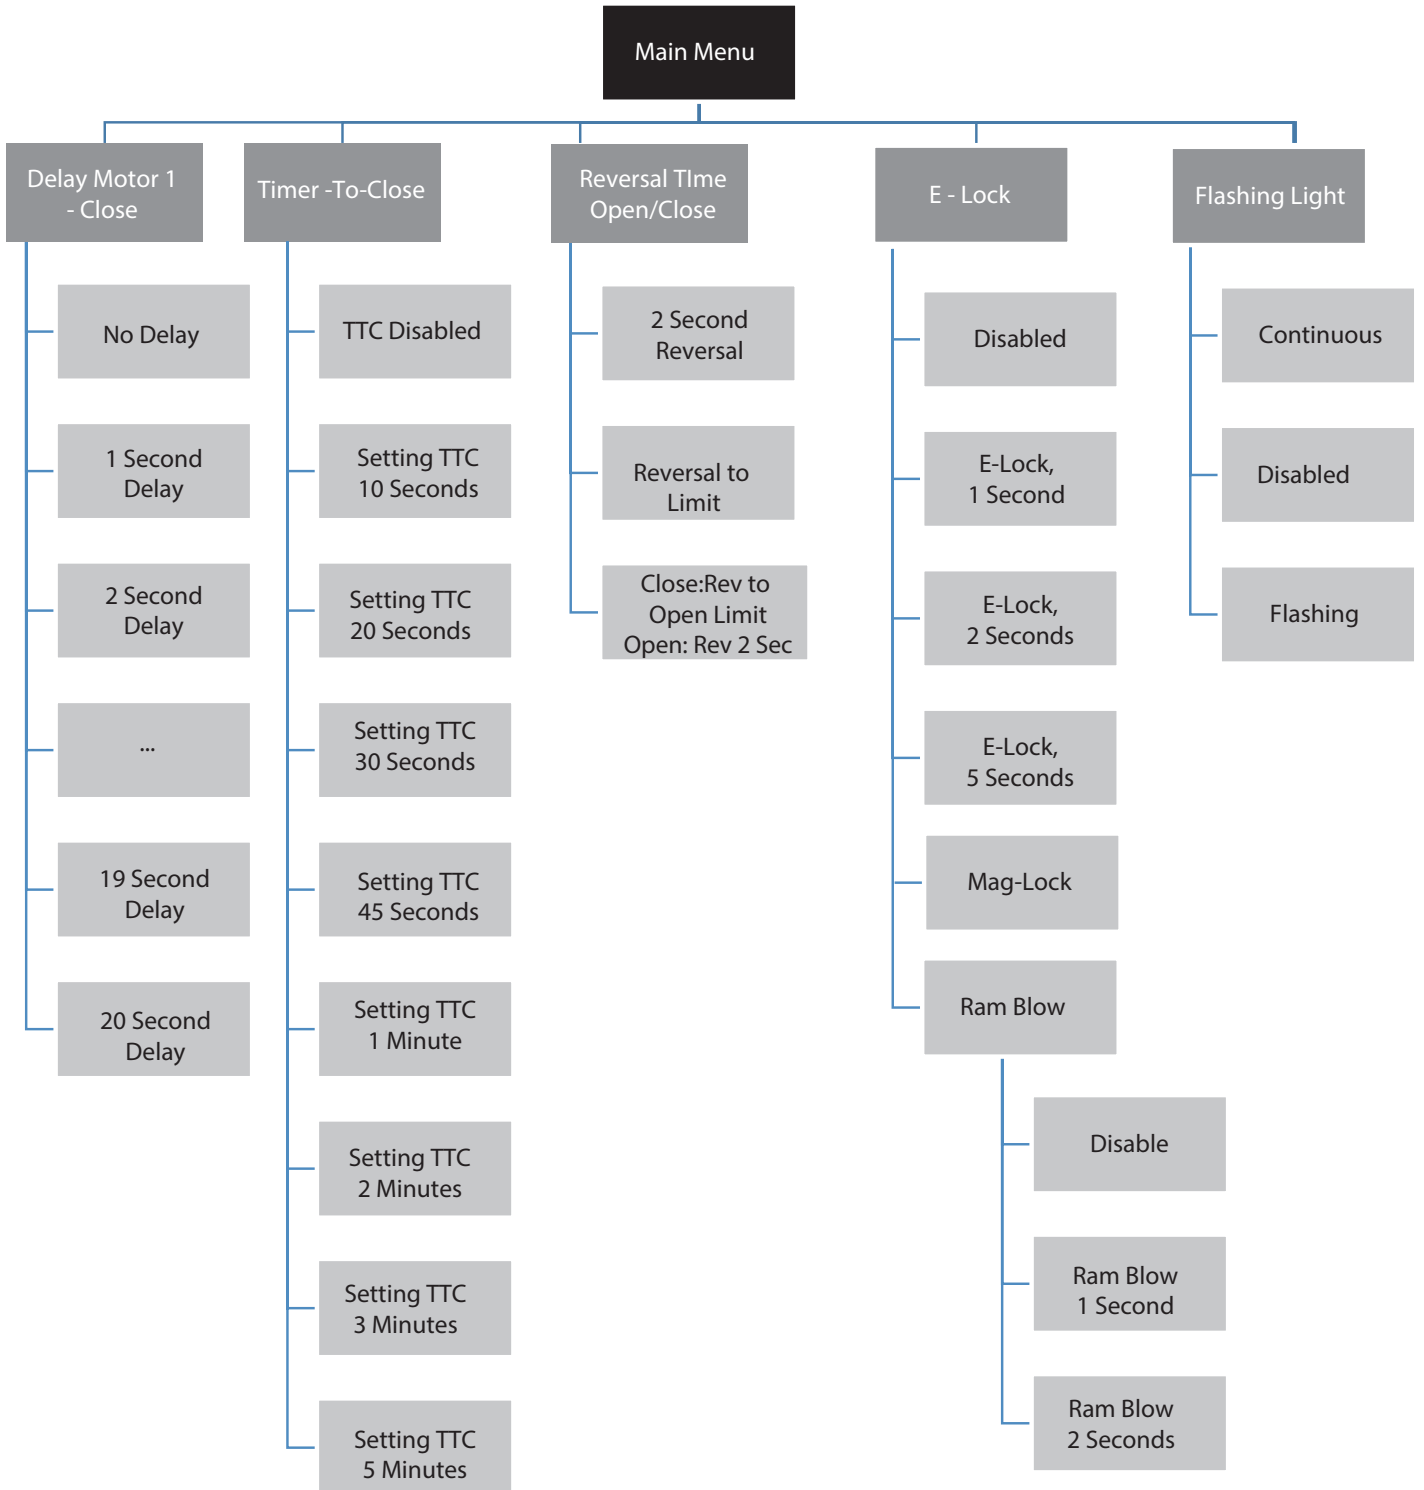 Main Menu
Delay Motor 1
- Close
No Delay
1 Second
Delay
2 Second
Delay
...
19 Second
Delay
20 Second
Delay
Timer -To-Close
TTC Disabled
Setting TTC
10 Seconds
Setting TTC
20 Seconds
Setting TTC
30 Seconds
Setting TTC
45 Seconds
Setting TTC
1 Minute
Setting TTC
2 Minutes
Setting TTC
3 Minutes
Setting TTC
5 Minutes
Reversal TIme
Open/Close
2 Second
Reversal
Reversal to
Limit
Close:Rev to
Open Limit
Open: Rev 2 Sec
E - Lock
Disabled
E-Lock,
1 Second
E-Lock,
2 Seconds
E-Lock,
5 Seconds
Mag-Lock
Ram Blow
Disable
Ram Blow
1 Second
Ram Blow
2 Seconds
Flashing Light
Continuous
Disabled
Flashing